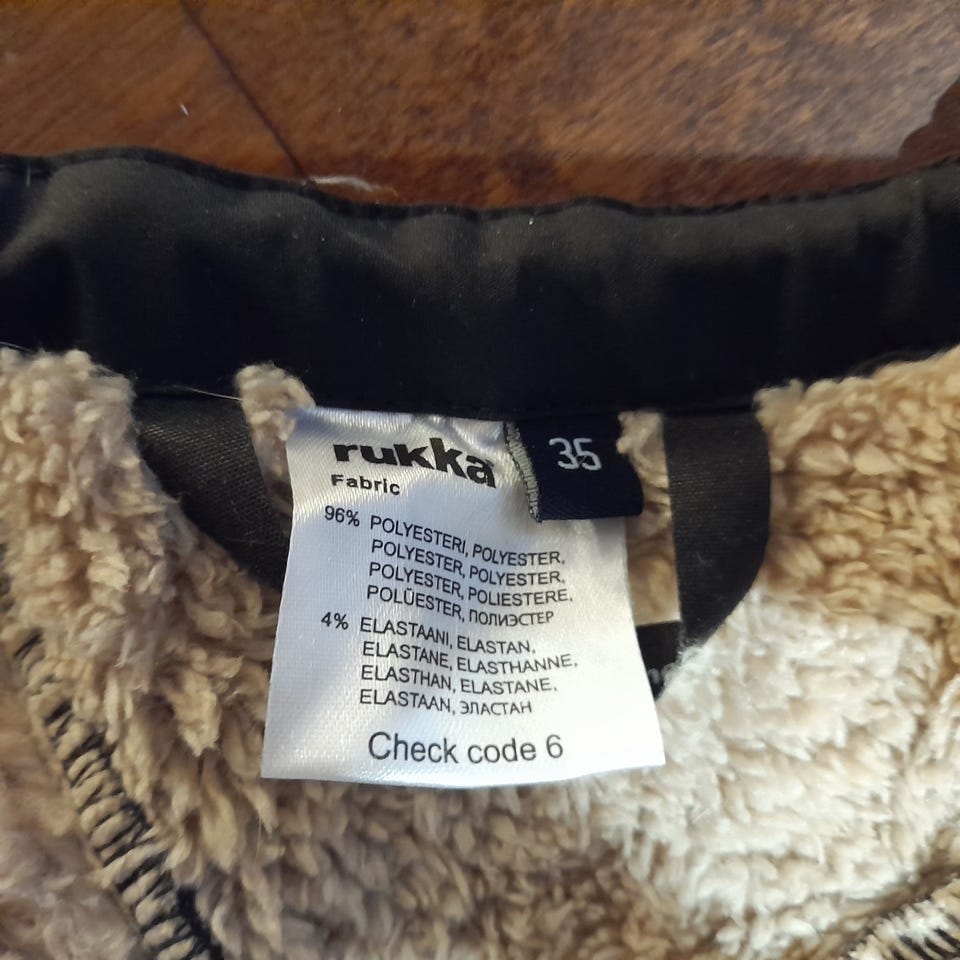 rukka
35
Fabric
96% POLYESTERI, POLYESTER,
POLYESTER, POLYESTER,
POLYESTER, POLIESTERE,
POLÜESTER, ПОЛИЭСТЕР
4% ELASTAANI, ELASTAN,
ELASTANE, ELASTHANNE,
ELASTHAN, ELASTANE,
ELASTAAN, ЭЛАСТАН
Check code 6